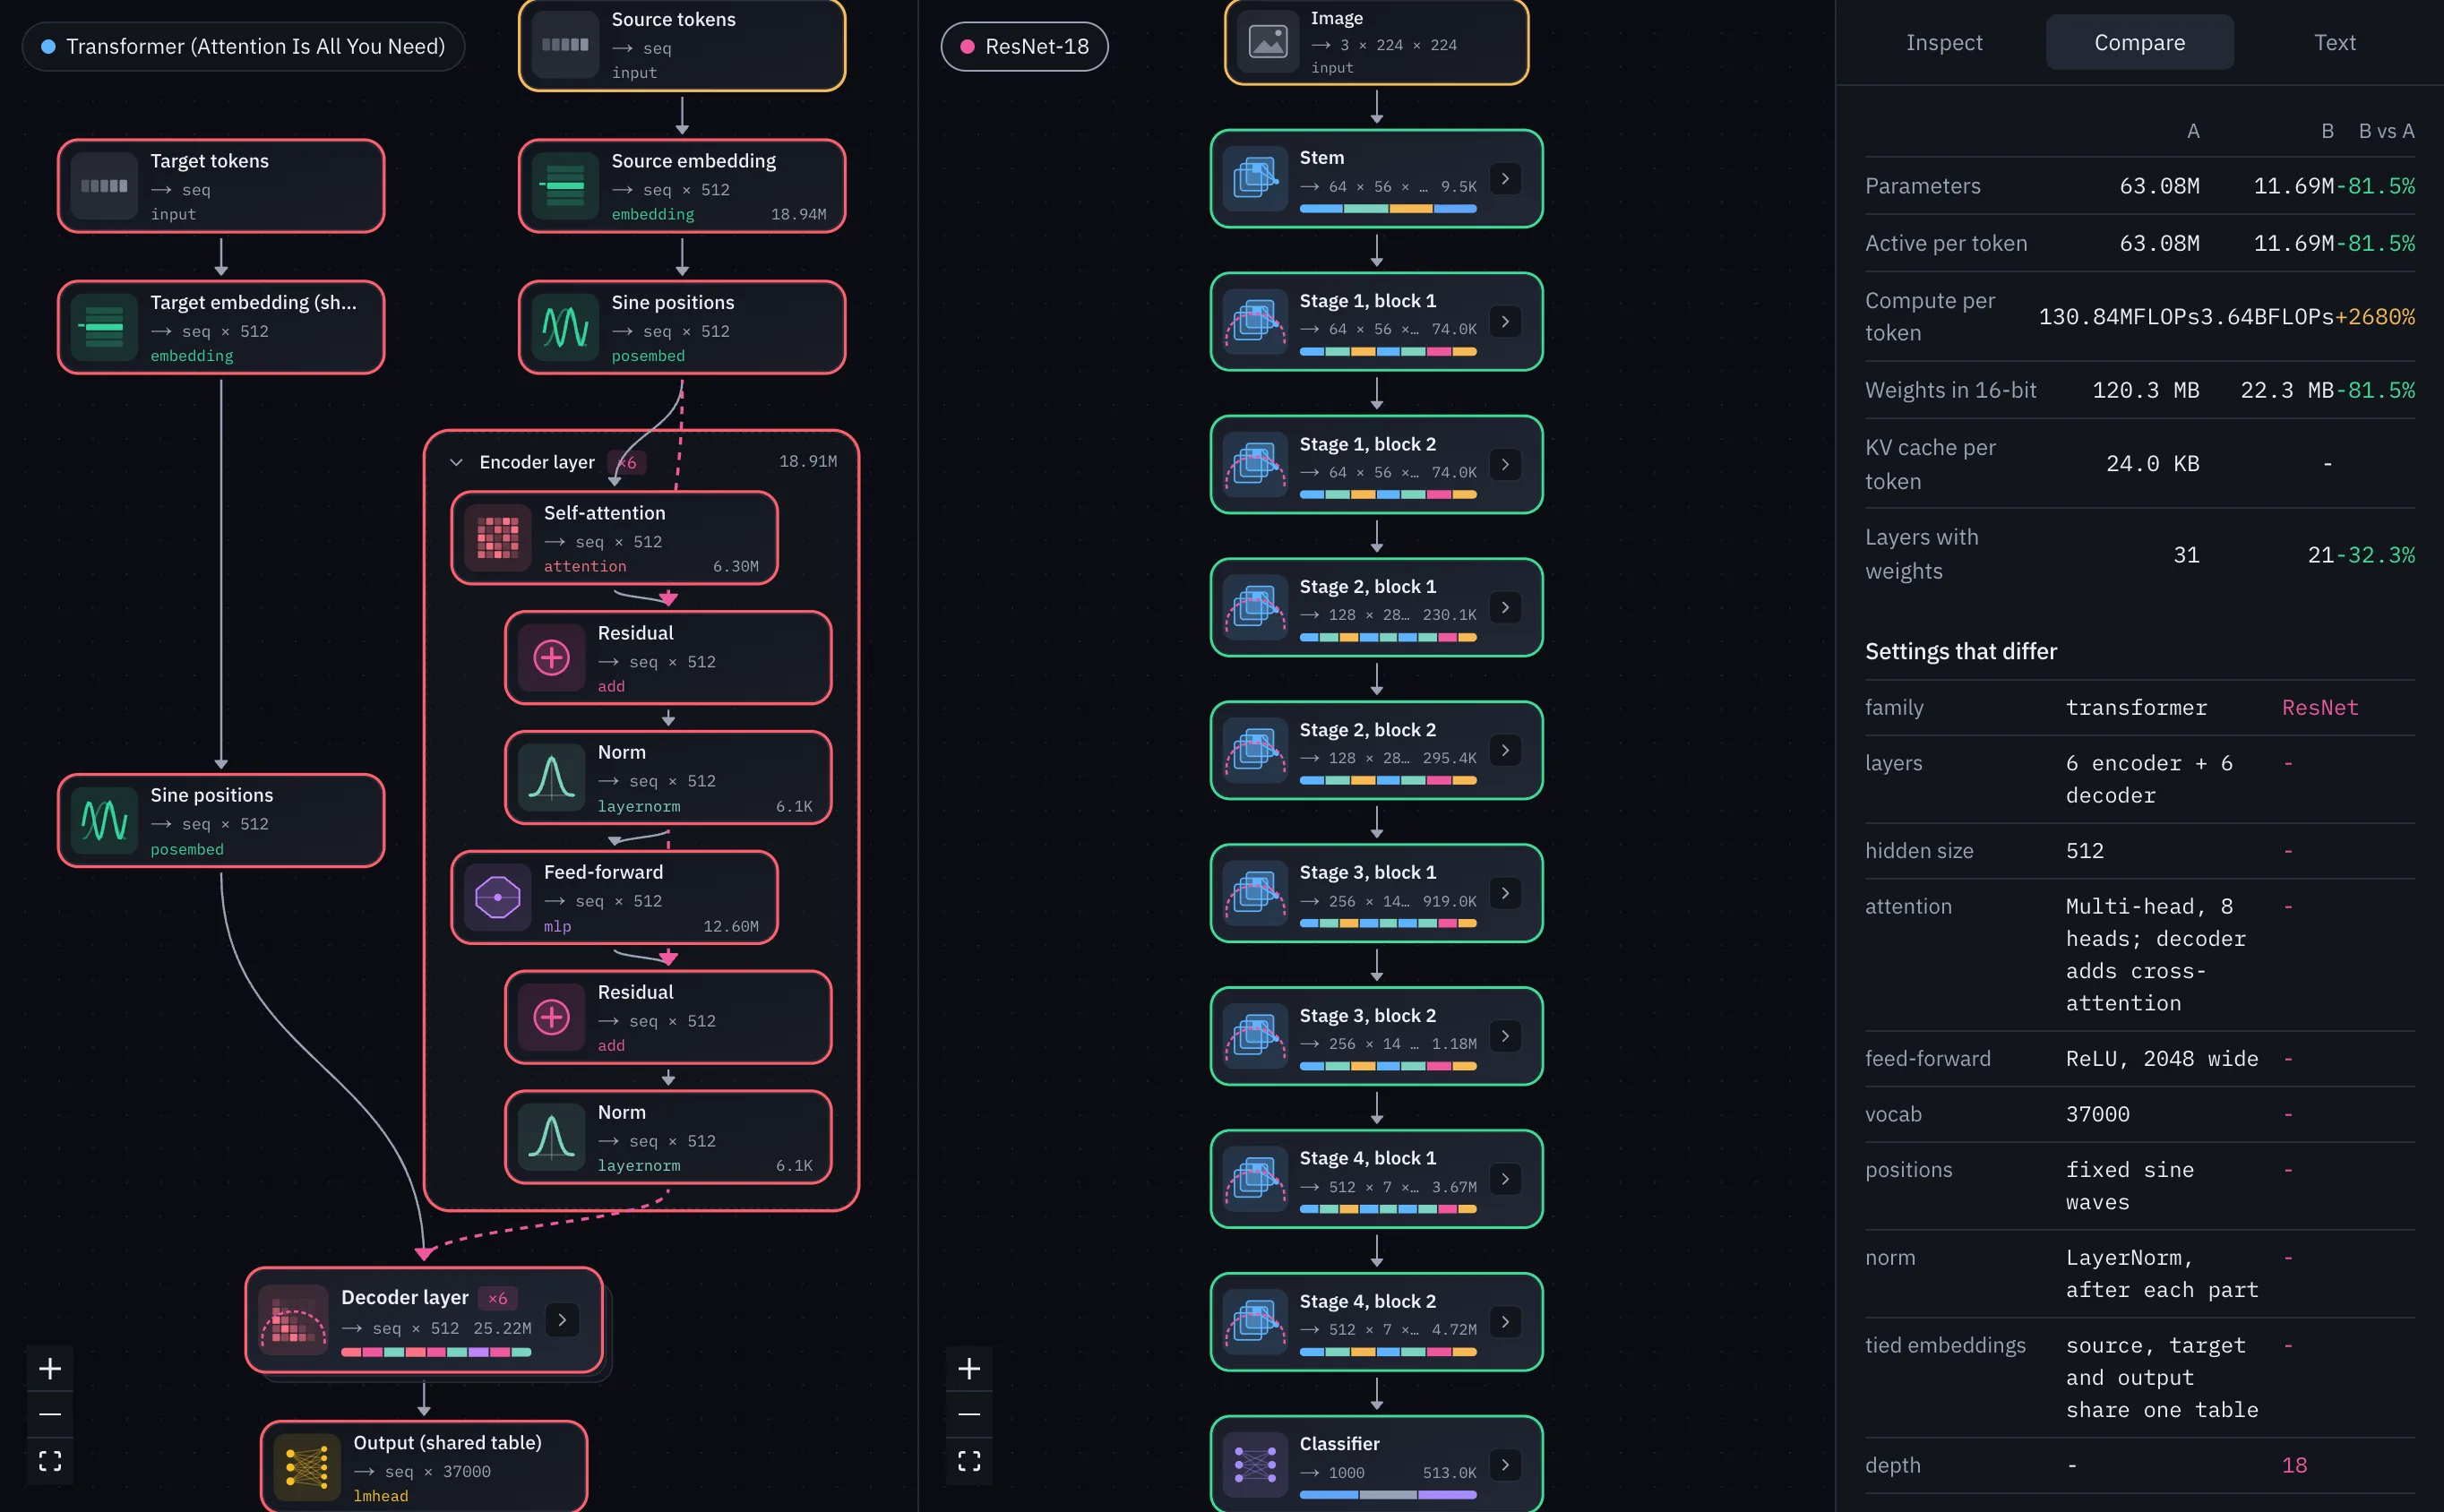 Transformer (Attention Is All You Need)
Source tokens
→ seq
input
Target tokens
→ seq
input
Source embedding
→ seq × 512
embedding 18.94M
Target embedding (sh...
→ seq × 512
embedding
Sine positions
→ seq × 512
posembed
Encoder layer ×6 18.91M
Self-attention
→ seq × 512
attention 6.30M
Residual
→ seq × 512
add
Norm
→ seq × 512
layernorm 6.1K
Sine positions
→ seq × 512
posembed
Feed-forward
→ seq × 512
mlp 12.60M
Residual
→ seq × 512
add
Norm
→ seq × 512
layernorm 6.1K
Decoder layer ×6
→ seq × 512 25.22M
Output (shared table)
→ seq × 37000
lmhead
ResNet-18
Image
→ 3 × 224 × 224
input
Stem
→ 64 × 56 × … 9.5K
Stage 1, block 1
→ 64 × 56 ×… 74.0K
Stage 1, block 2
→ 64 × 56 ×… 74.0K
Stage 2, block 1
→ 128 × 28… 230.1K
Stage 2, block 2
→ 128 × 28… 295.4K
Stage 3, block 1
→ 256 × 14… 919.0K
Stage 3, block 2
→ 256 × 14 … 1.18M
Stage 4, block 1
→ 512 × 7 ×… 3.67M
Stage 4, block 2
→ 512 × 7 ×… 4.72M
Classifier
→ 1000 513.0K
Inspect Compare Text
A B B vs A
Parameters 63.08M 11.69M -81.5%
Active per token 63.08M 11.69M -81.5%
Compute per
token 130.84MFLOPs 3.64BFLOPs +2680%
Weights in 16-bit 120.3 MB 22.3 MB -81.5%
KV cache per
token 24.0 KB -
Layers with
weights 31 21 -32.3%
Settings that differ
family transformer ResNet
layers 6 encoder + 6 -
decoder
hidden size 512 -
attention Multi-head, 8 -
heads; decoder
adds cross-
attention
feed-forward ReLU, 2048 wide -
vocab 37000 -
positions fixed sine -
waves
norm LayerNorm, -
after each part
tied embeddings source, target -
and output
share one table
depth - 18